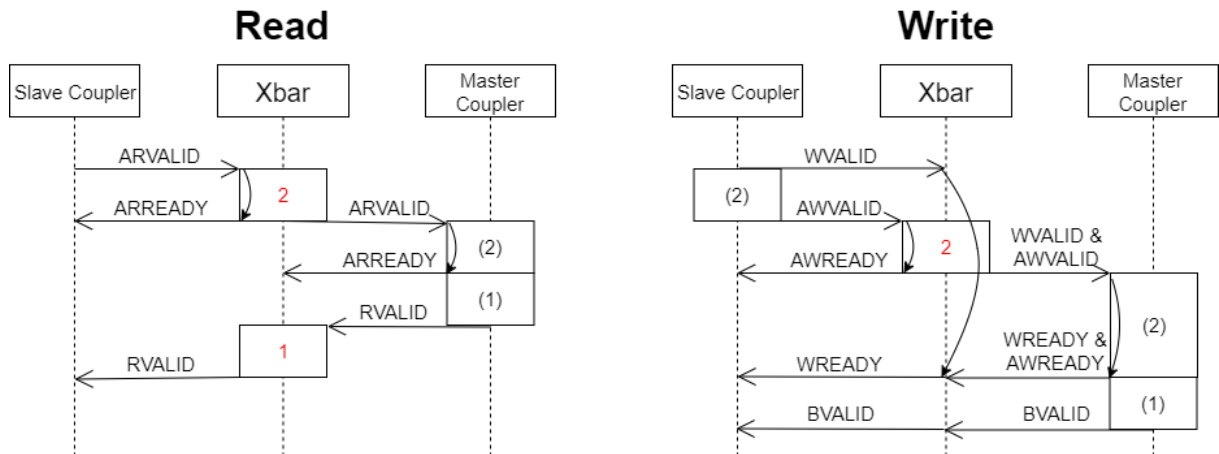 Read
Slave Coupler
Xbar
Master
Coupler
ARVALID
2
ARREADY
ARVALID
(2)
ARREADY
(1)
RVALID
1
RVALID
Write
Slave Coupler
Xbar
Master
Coupler
WVALID
(2)
AWVALID
2
WVALID &
AWVALID
AWREADY
(2)
WREADY &
AWREADY
WREADY
(1)
BVALID
BVALID